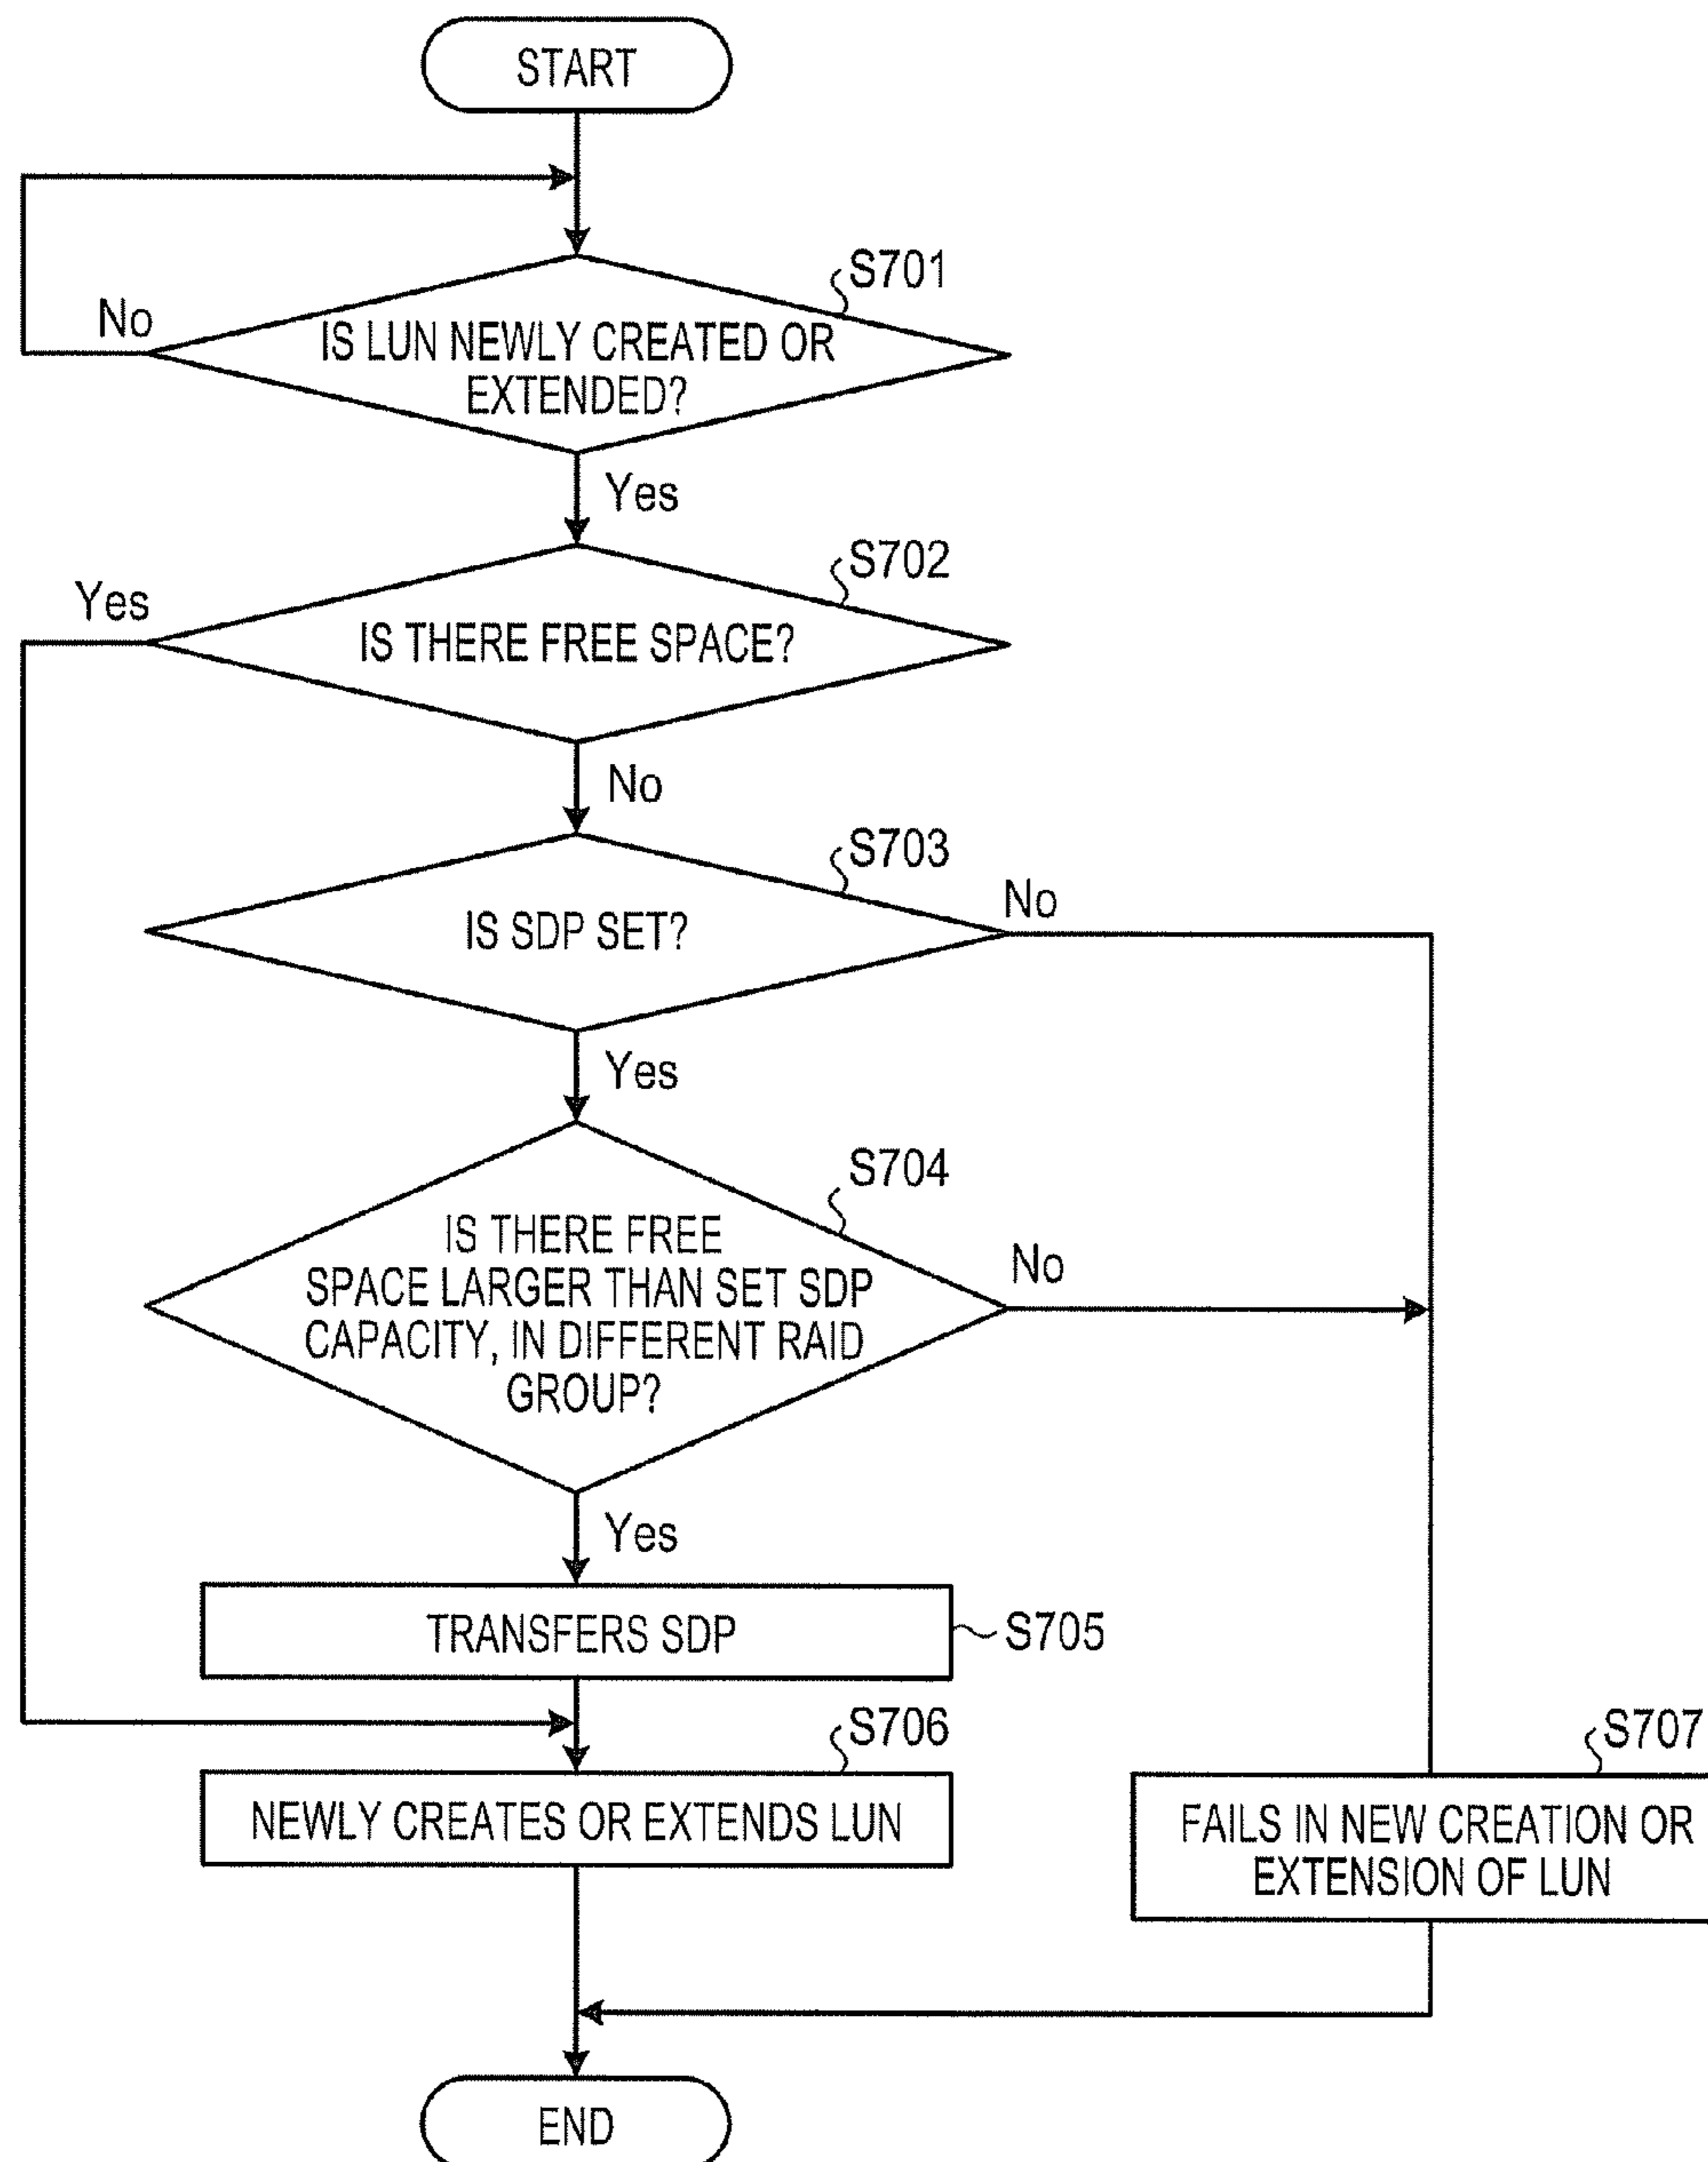 START
S701
No
IS LUN NEWLY CREATED OR
EXTENDED?
Yes
S702
Yes
IS THERE FREE SPACE?
No
S703
No
IS SDP SET?
Yes
S704
IS THERE FREE
SPACE LARGER THAN SET SDP
CAPACITY, IN DIFFERENT RAID
GROUP?
No
Yes
TRANSFERS SDP
S705
S706
S707
NEWLY CREATES OR EXTENDS LUN
FAILS IN NEW CREATION OR
EXTENSION OF LUN
END